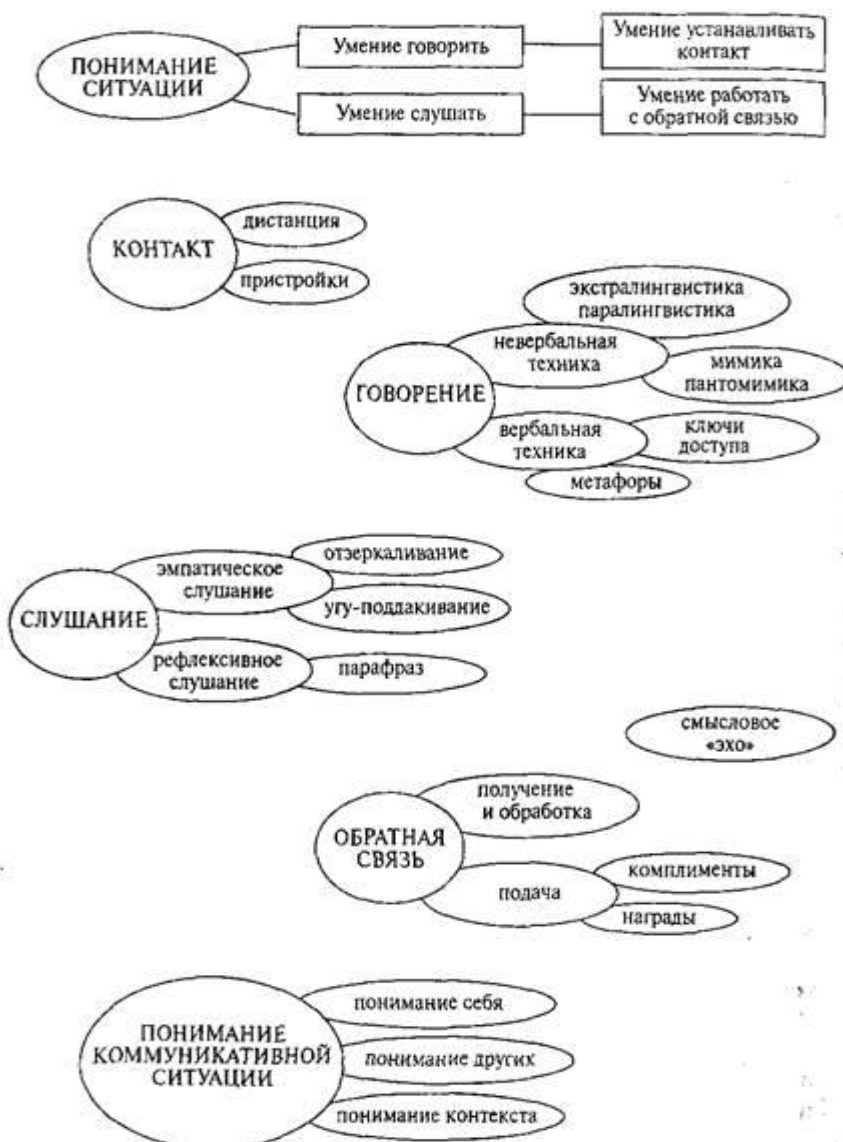 Умение говорить
Умение устанавливать
контакт
ПОНИМАНИЕ
СИТУАЦИИ
Умение слушать
Умение работать
с обратной связью
КОНТАКТ
дистанция
пристройки
экстралингвистика
паралингвистика
невербальная
техника
мимика
пантомимика
ГОВОРЕНИЕ
вербальная
техника
ключи
доступа
метафоры
отзеркаливание
эмпатическое
слушание
угу-поддакивание
СЛУШАНИЕ
рефлексивное
слушание
парафраз
смысловое
«эхо»
получение
и обработка
ОБРАТНАЯ
СВЯЗЬ
подача
комплименты
награды
понимание себя
ПОНИМАНИЕ
КОММУНИКАТИВНОЙ
СИТУАЦИИ
понимание других
понимание контекста